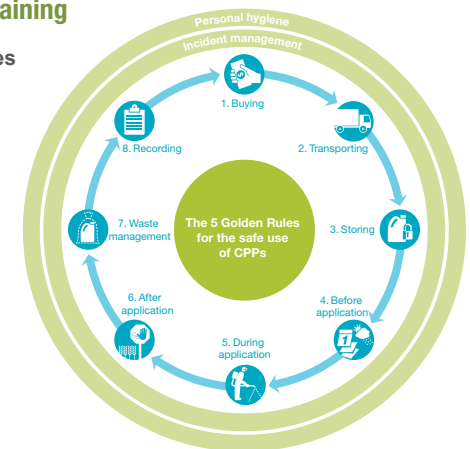 aining
es
Personal hygiene
Incident management
1. Buying
2. Transporting
3. Storing
4. Before
application
5. During
application
6. After
application
7. Waste
management
8. Recording
The 5 Golden Rules
for the safe use
of CPPs
$
1